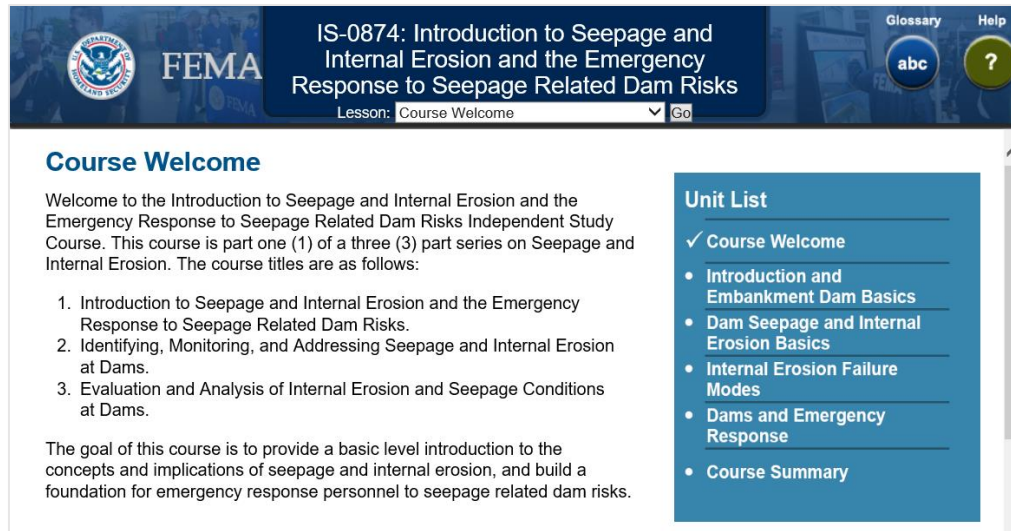 U.S. DEPARTMENT OF
HOMELAND SECURITY
FEMA
IS-0874: Introduction to Seepage and
Internal Erosion and the Emergency
Response to Seepage Related Dam Risks
Lesson: Course Welcome Go
Glossary Help
abc ?
FEMA
Course Welcome
Welcome to the Introduction to Seepage and Internal Erosion and the
Emergency Response to Seepage Related Dam Risks Independent Study
Course. This course is part one (1) of a three (3) part series on Seepage and
Internal Erosion. The course titles are as follows:
1. Introduction to Seepage and Internal Erosion and the Emergency
Response to Seepage Related Dam Risks.
2. Identifying, Monitoring, and Addressing Seepage and Internal Erosion
at Dams.
3. Evaluation and Analysis of Internal Erosion and Seepage Conditions
at Dams.
The goal of this course is to provide a basic level introduction to the
concepts and implications of seepage and internal erosion, and build a
foundation for emergency response personnel to seepage related dam risks.
Unit List
✓ Course Welcome
• Introduction and
Embankment Dam Basics
• Dam Seepage and Internal
Erosion Basics
• Internal Erosion Failure
Modes
• Dams and Emergency
Response
• Course Summary